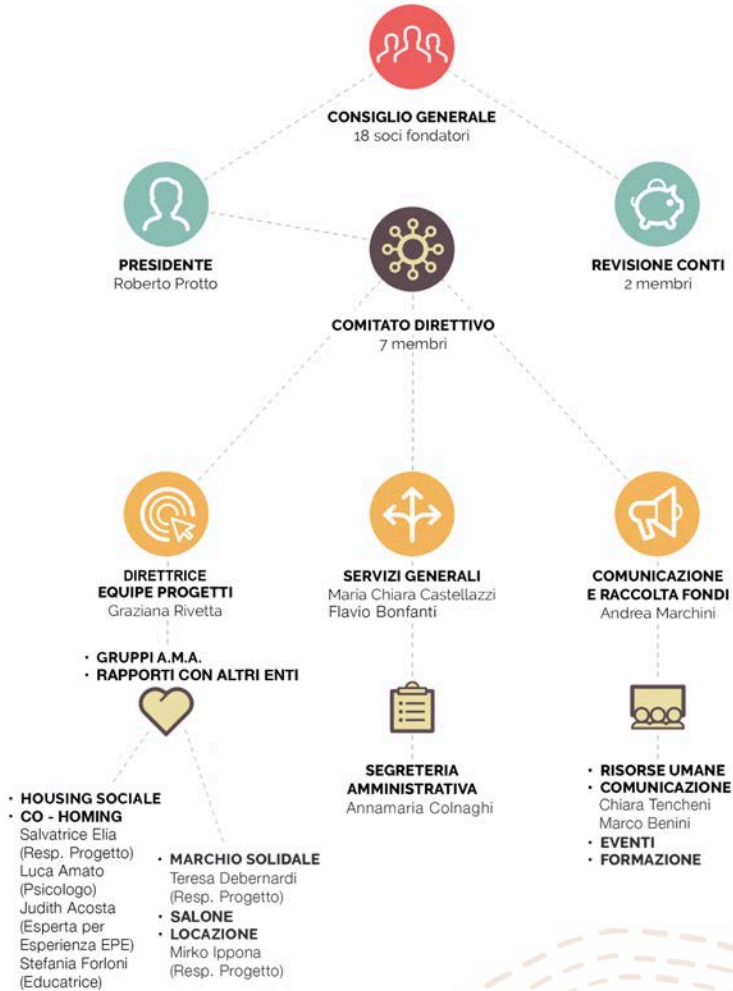 CONSIGLIO GENERALE
18 soci fondatori
PRESIDENTE
Roberto Protto
REVISIONE CONTI
2 membri
COMITATO DIRETTIVO
7 membri
DIRETTRICE
EQUIPE PROGETTI
Graziana Rivetta
SERVIZI GENERALI
Maria Chiara Castellazzi
Flavio Bonfanti
COMUNICAZIONE
E RACCOLTA FONDI
Andrea Marchini
• GRUPPI A.M.A.
• RAPPORTI CON ALTRI ENTI
• HOUSING SOCIALE
• CO - HOMING
Salvatrice Elia
(Resp. Progetto)
Luca Amato
(Psicologo)
Judith Acosta
(Esperta per
Esperienza EPE)
Stefania Forloni
(Educatrice)
• MARCHIO SOLIDALE
Teresa Debernardi
(Resp. Progetto)
• SALONE
• LOCAZIONE
Mirko Ippona
(Resp. Progetto)
SEGRETERIA
AMMINISTRATIVA
Annamaria Colnaghi
• RISORSE UMANE
• COMUNICAZIONE
Chiara Tencheni
Marco Benini
• EVENTI
• FORMAZIONE